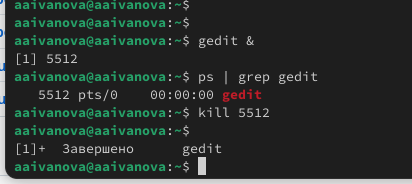 aaivanova@aaivanova:~$
aaivanova@aaivanova:~$
aaivanova@aaivanova:~$ gedit &
[1] 5512
aaivanova@aaivanova:~$ ps | grep gedit
5512 pts/0 00:00:00 gedit
aaivanova@aaivanova:~$ kill 5512
aaivanova@aaivanova:~$
[1]+ Завершено gedit
aaivanova@aaivanova:~$